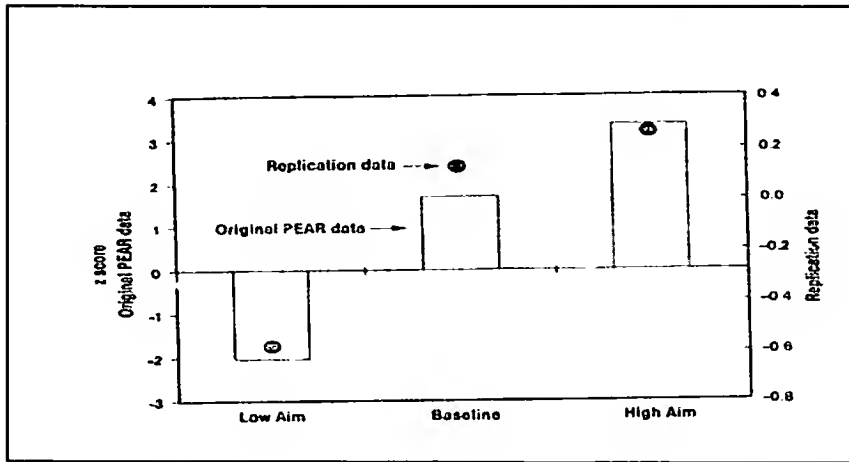 4
3
2
1
0
-1
-2
-3
z score
Original PEAR data
Replication data
Original PEAR data
0.4
0.2
0.0
-0.2
-0.4
-0.6
-0.8
Replication data
Low Aim
Baseline
High Aim